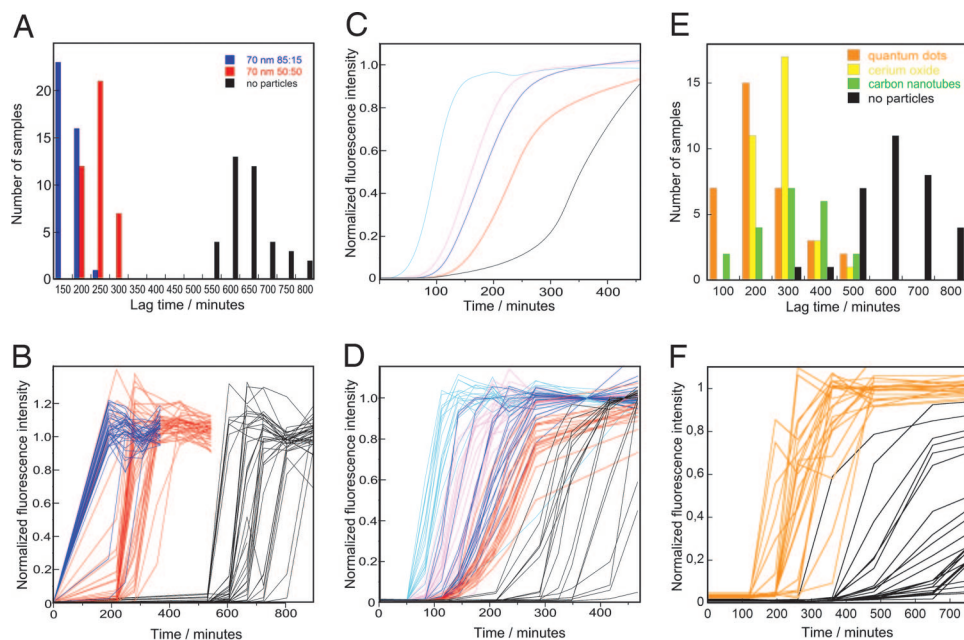 A
70 nm 85:15
70 nm 50:50
no particles
Number of samples
20
15
10
5
0
150 200 250 300 350 400 450 500 550 600 650 700 750 800
Lag time / minutes
B
Normalized fluorescence intensity
1.2
1.0
0.8
0.6
0.4
0.2
0
0 200 400 600 800
Time / minutes
C
Normalized fluorescence intensity
1.0
0.8
0.6
0.4
0.2
0
0 100 200 300 400
Time / minutes
D
Normalized fluorescence intensity
1.0
0.8
0.6
0.4
0.2
0
0 100 200 300 400
Time / minutes
E
quantum dots
cerium oxide
carbon nanotubes
no particles
Number of samples
15
10
5
0
100 200 300 400 500 600 700 800
Lag time / minutes
F
Normalized fluorescence intensity
1.0
0.8
0.6
0.4
0.2
0
0 100 200 300 400 500 600 700
Time / minutes